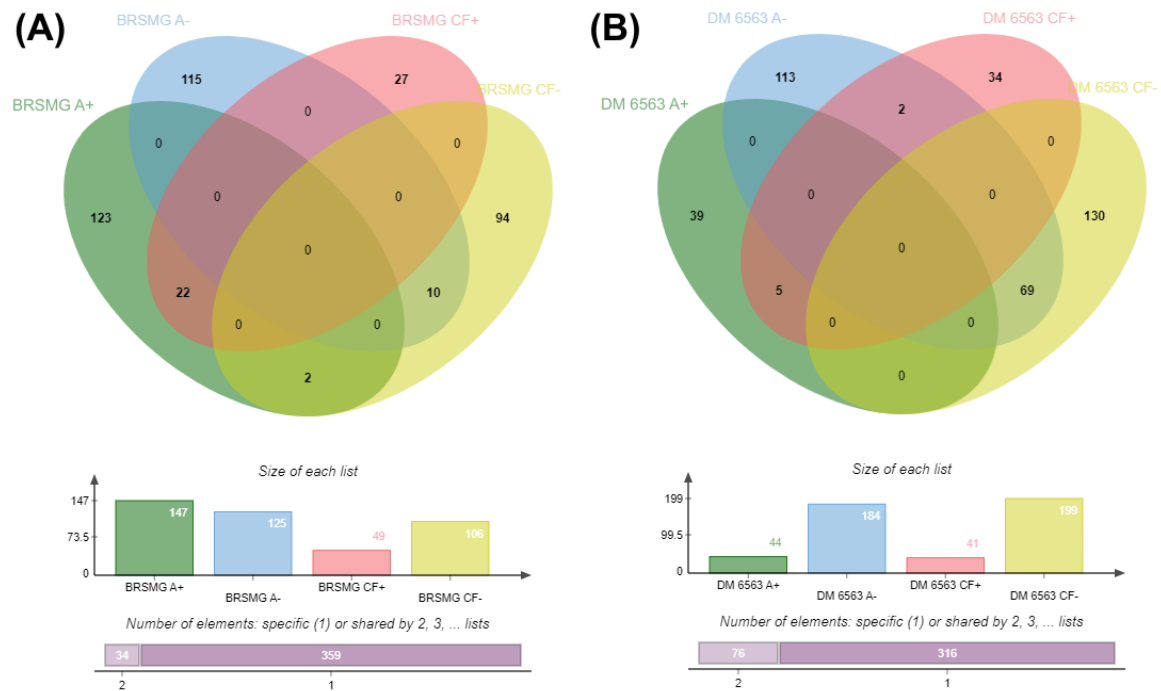 (A)
BRSMG A-
BRSMG CF+
BRSMG A+
BRSMG CF-
115
27
0
0
0
123
0
0
94
0
22
10
0
0
2
Size of each list
147
73.5
0
147
125
49
106
BRSMG A+
BRSMG A-
BRSMG CF+
BRSMG CF-
Number of elements: specific (1) or shared by 2, 3, ... lists
34
359
2
1
(B)
DM 6563 A-
DM 6563 CF+
DM 6563 A+
DM 6563 CF-
113
34
2
0
0
39
0
0
130
0
5
69
0
0
0
Size of each list
199
99.5
0
44
184
41
199
DM 6563 A+
DM 6563 A-
DM 6563 CF+
DM 6563 CF-
Number of elements: specific (1) or shared by 2, 3, ... lists
76
316
2
1